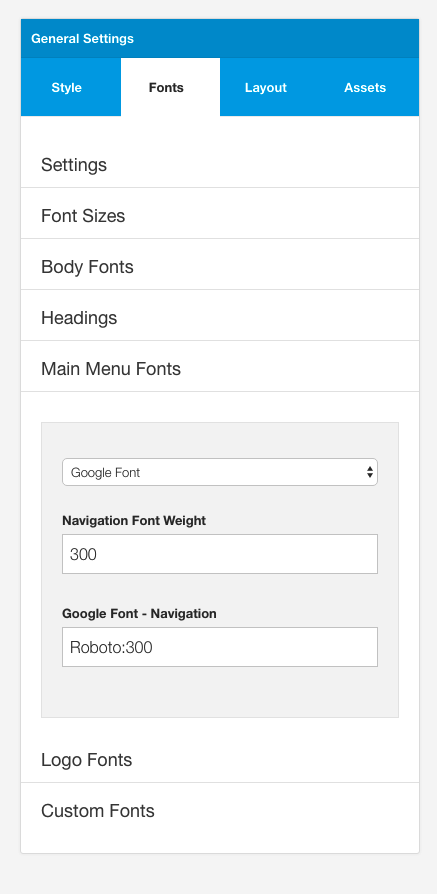 General Settings
Style Fonts Layout Assets
Settings
Font Sizes
Body Fonts
Headings
Main Menu Fonts
Google Font
Navigation Font Weight
300
Google Font - Navigation
Roboto:300
Logo Fonts
Custom Fonts